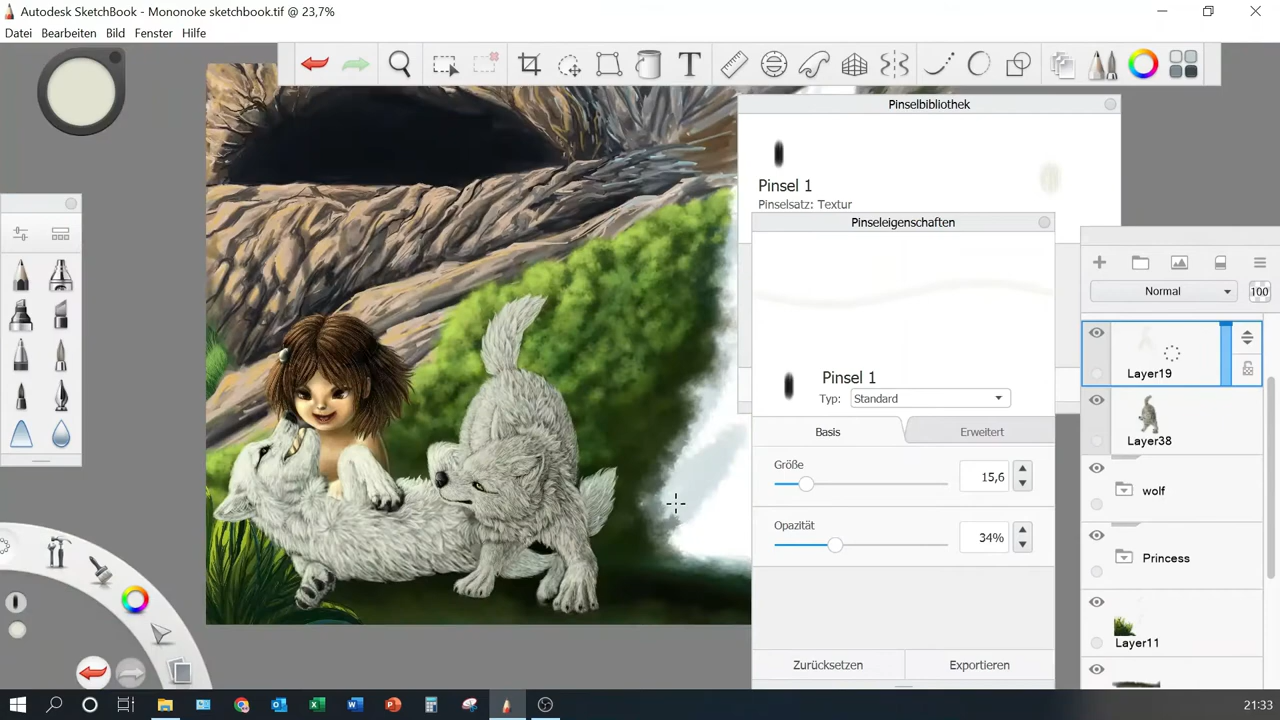 Autodesk SketchBook - Mononoke sketchbook.tif @ 23,7%
Datei Bearbeiten Bild Fenster Hilfe
T
Pinselbibliothek
Pinsel 1
Pinselsatz: Textur
Pinseleigenschaften
Pinsel 1
Typ: Standard
Basis Erweitert
Größe
15,6
Opazität
34%
Zurücksetzen Exportieren
Normal 100
Layer19
Layer38
wolf
Princess
Layer11
21:33